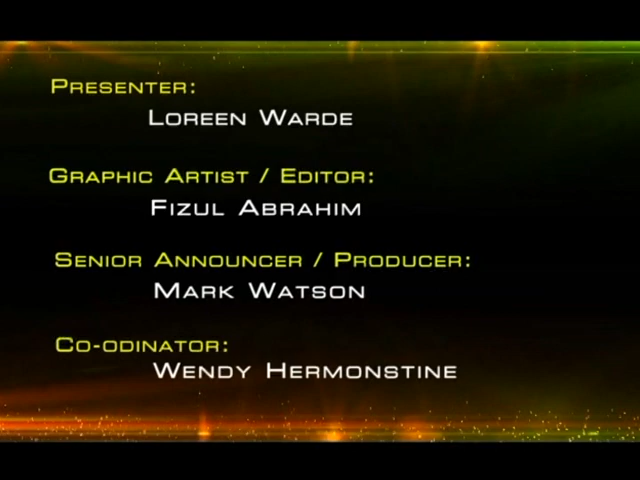 Presenter:
Loreen Warde
Graphic Artist / Editor:
Fizul Abrahim
Senior Announcer / Producer:
Mark Watson
Co-odinator:
Wendy Hermonstine